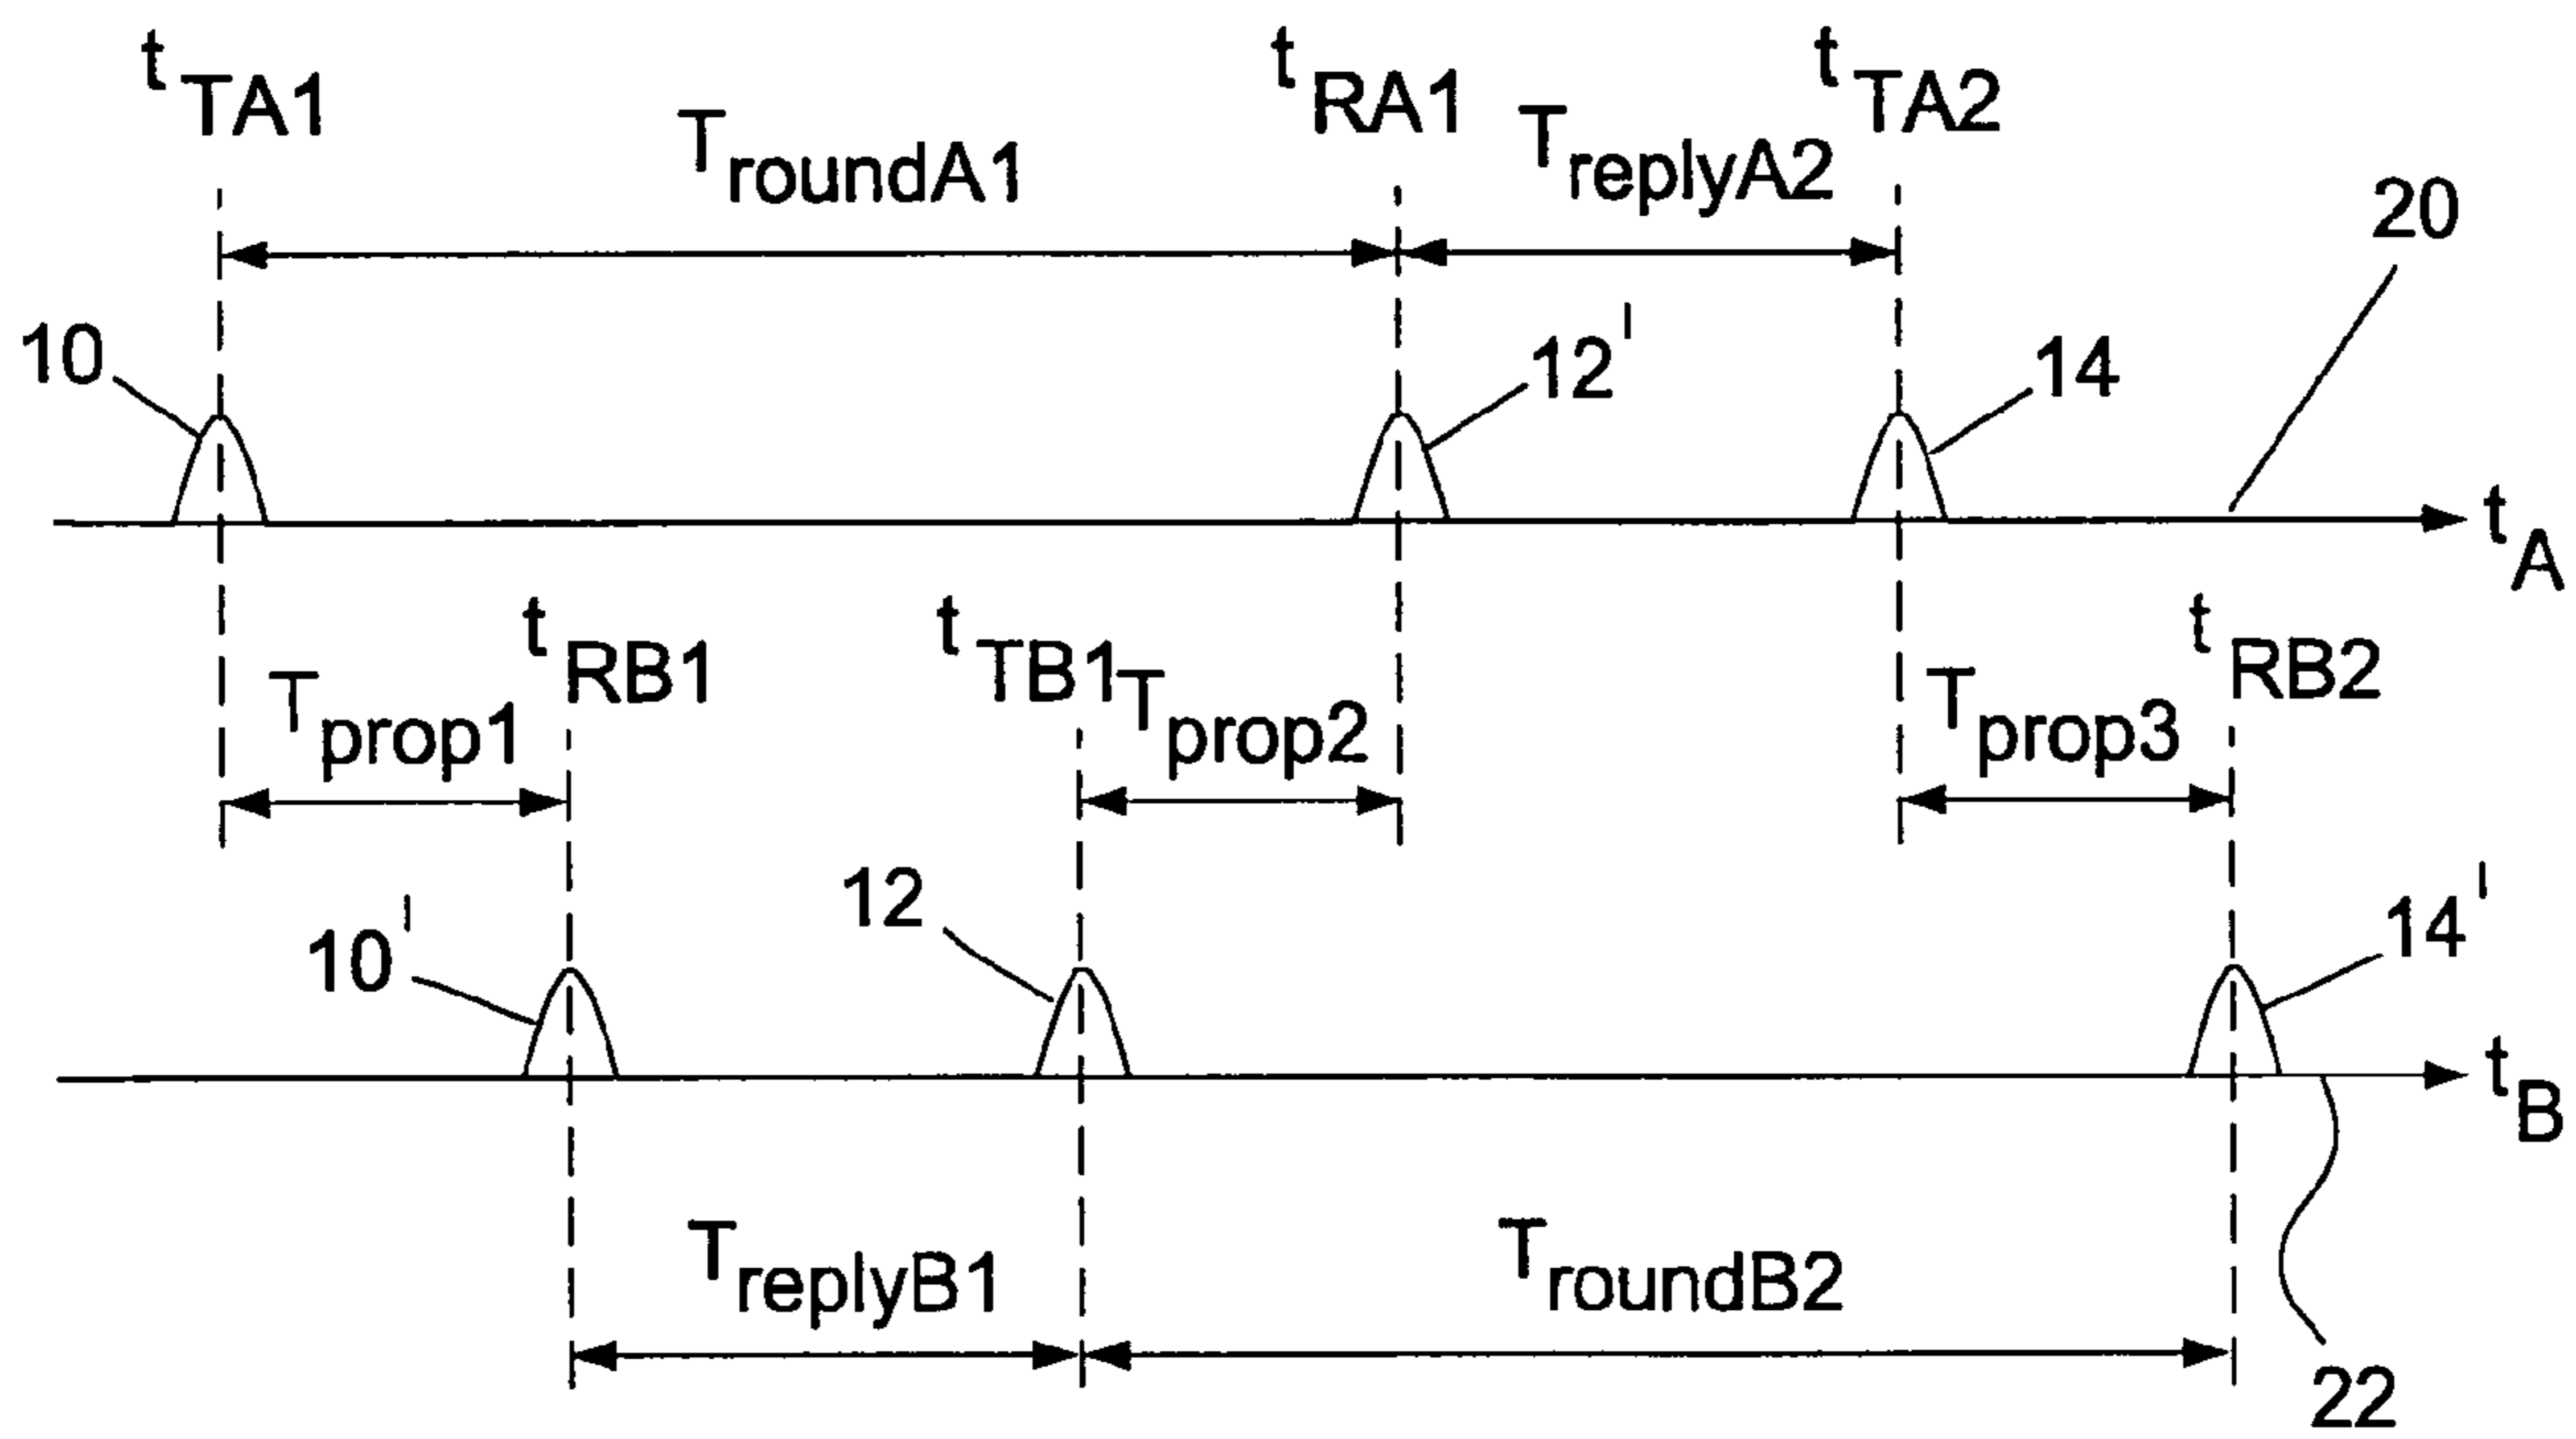 tTA1
tRA1
tTA2
TroundA1
TreplyA2
20
10
12'
14
tA
tRB1
tTB1
tRB2
Tprop1
Tprop2
Tprop3
10'
12
14'
tB
TreplyB1
TroundB2
22